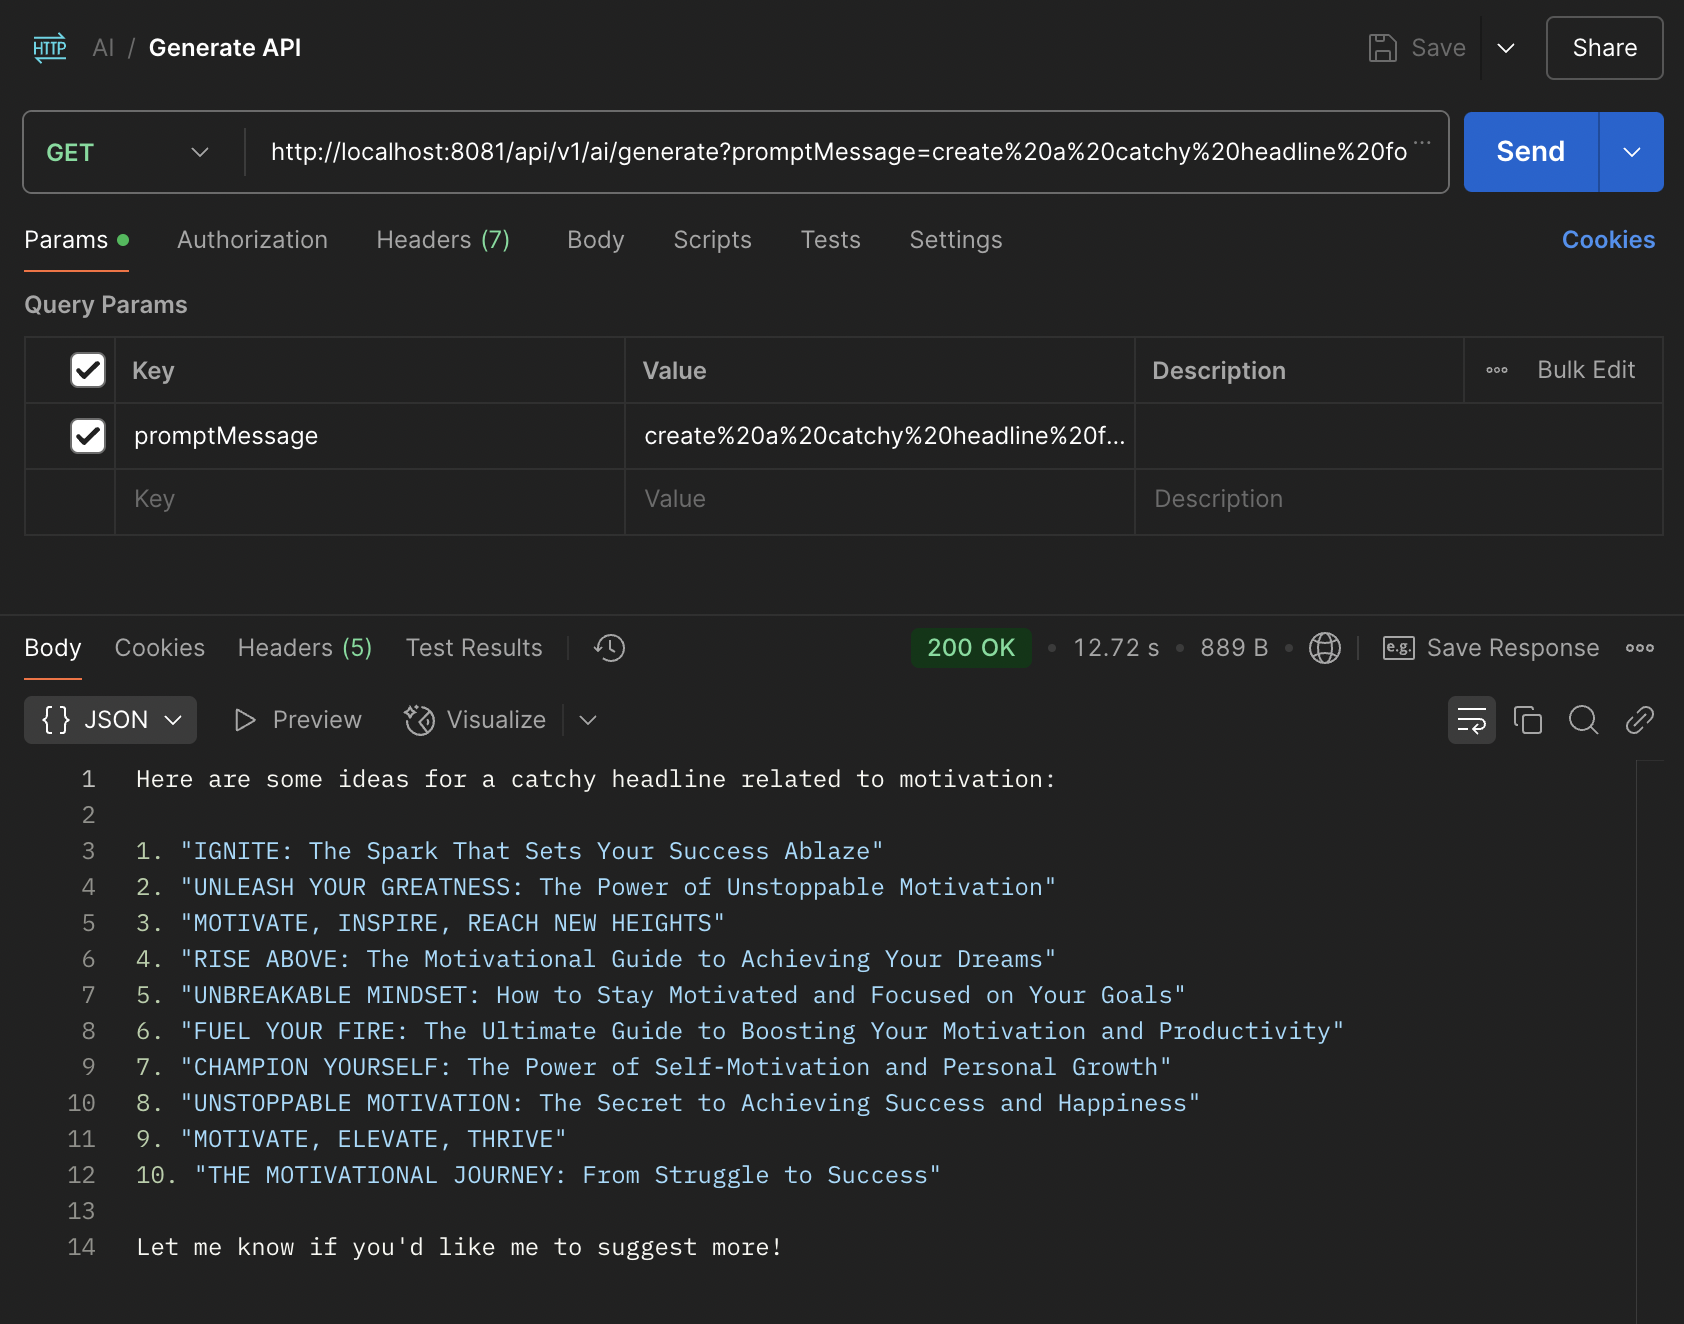 HTTP AI / Generate API Save Share
GET http://localhost:8081/api/v1/ai/generate?promptMessage=create%20a%20catchy%20headline%20fo ... Send
Params Authorization Headers (7) Body Scripts Tests Settings Cookies
Query Params
Key Value Description Bulk Edit
promptMessage create%20a%20catchy%20headline%20f...
Key Value Description
Body Cookies Headers (5) Test Results 200 OK • 12.72 s • 889 B • e.g. Save Response
{} JSON Preview Visualize
1 Here are some ideas for a catchy headline related to motivation:
2
3 1. "IGNITE: The Spark That Sets Your Success Ablaze"
4 2. "UNLEASH YOUR GREATNESS: The Power of Unstoppable Motivation"
5 3. "MOTIVATE, INSPIRE, REACH NEW HEIGHTS"
6 4. "RISE ABOVE: The Motivational Guide to Achieving Your Dreams"
7 5. "UNBREAKABLE MINDSET: How to Stay Motivated and Focused on Your Goals"
8 6. "FUEL YOUR FIRE: The Ultimate Guide to Boosting Your Motivation and Productivity"
9 7. "CHAMPION YOURSELF: The Power of Self-Motivation and Personal Growth"
10 8. "UNSTOPPABLE MOTIVATION: The Secret to Achieving Success and Happiness"
11 9. "MOTIVATE, ELEVATE, THRIVE"
12 10. "THE MOTIVATIONAL JOURNEY: From Struggle to Success"
13
14 Let me know if you'd like me to suggest more!